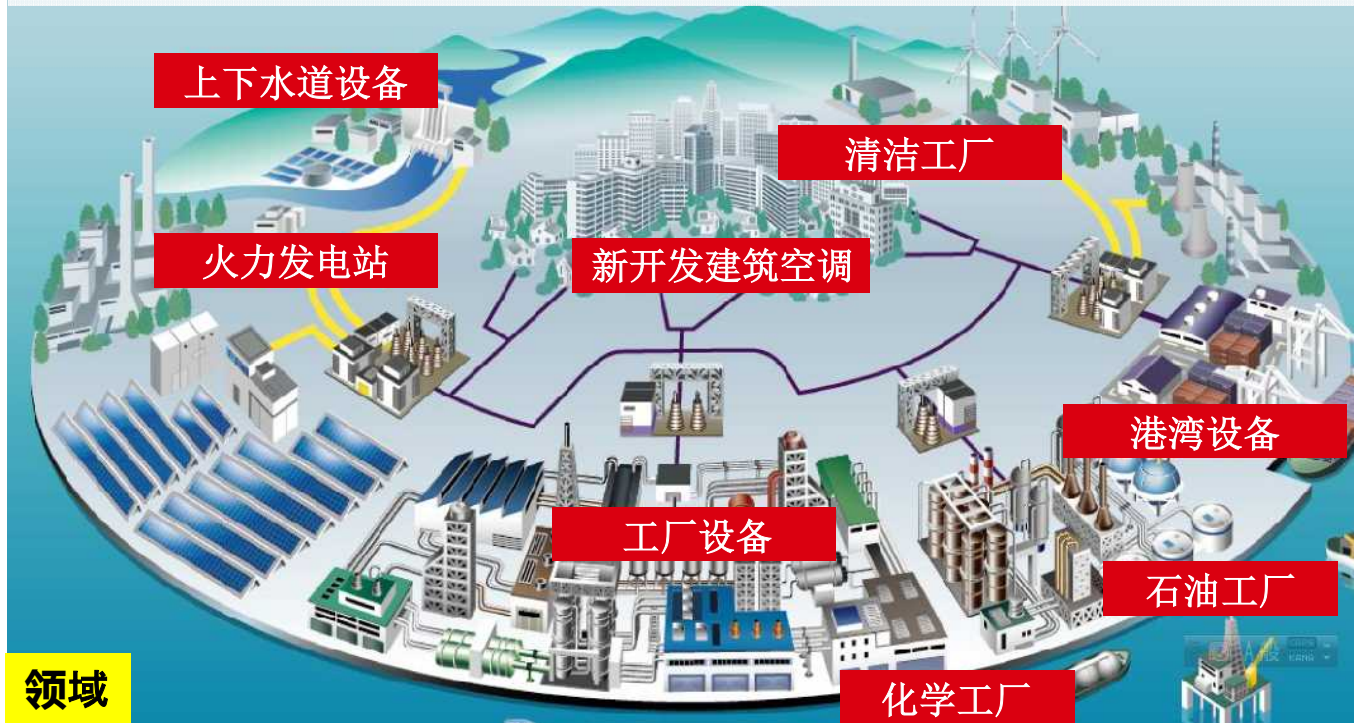 上下水道设备
清洁工厂
火力发电站
新开发建筑空调
港湾设备
工厂设备
石油工厂
领域
化学工厂